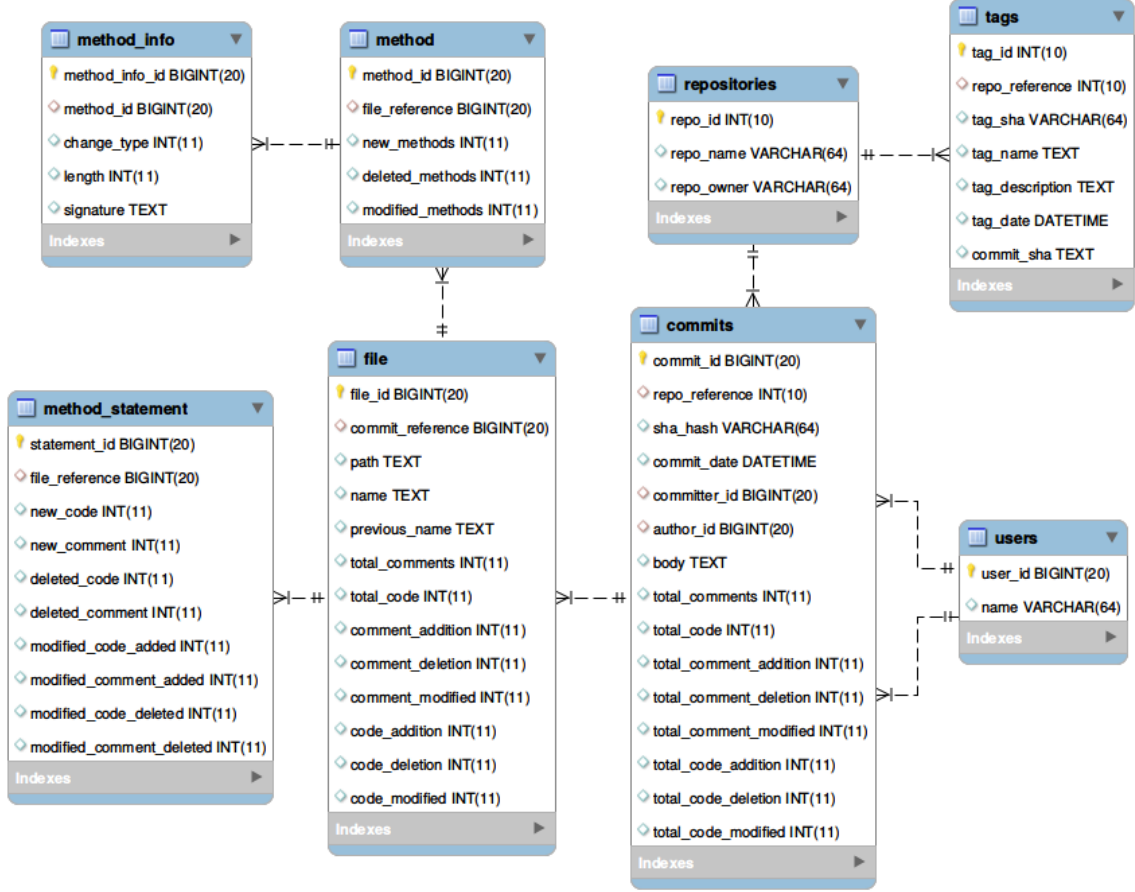 method_info
method_info_id BIGINT(20)
method_id BIGINT(20)
change_type INT(11)
length INT(11)
signature TEXT
Indexes
method
method_id BIGINT(20)
file_reference BIGINT(20)
new_methods INT(11)
deleted_methods INT(11)
modified_methods INT(11)
Indexes
repositories
repo_id INT(10)
repo_name VARCHAR(64)
repo_owner VARCHAR(64)
Indexes
tags
tag_id INT(10)
repo_reference INT(10)
tag_sha VARCHAR(64)
tag_name TEXT
tag_description TEXT
tag_date DATETIME
commit_sha TEXT
Indexes
method_statement
statement_id BIGINT(20)
file_reference BIGINT(20)
new_code INT(11)
new_comment INT(11)
deleted_code INT(11)
deleted_comment INT(11)
modified_code_added INT(11)
modified_comment_added INT(11)
modified_code_deleted INT(11)
modified_comment_deleted INT(11)
Indexes
file
file_id BIGINT(20)
commit_reference BIGINT(20)
path TEXT
name TEXT
previous_name TEXT
total_comments INT(11)
total_code INT(11)
comment_addition INT(11)
comment_deletion INT(11)
comment_modified INT(11)
code_addition INT(11)
code_deletion INT(11)
code_modified INT(11)
Indexes
commits
commit_id BIGINT(20)
repo_reference INT(10)
sha_hash VARCHAR(64)
commit_date DATETIME
committer_id BIGINT(20)
author_id BIGINT(20)
body TEXT
total_comments INT(11)
total_code INT(11)
total_comment_addition INT(11)
total_comment_deletion INT(11)
total_comment_modified INT(11)
total_code_addition INT(11)
total_code_deletion INT(11)
total_code_modified INT(11)
Indexes
users
user_id BIGINT(20)
name VARCHAR(64)
Indexes